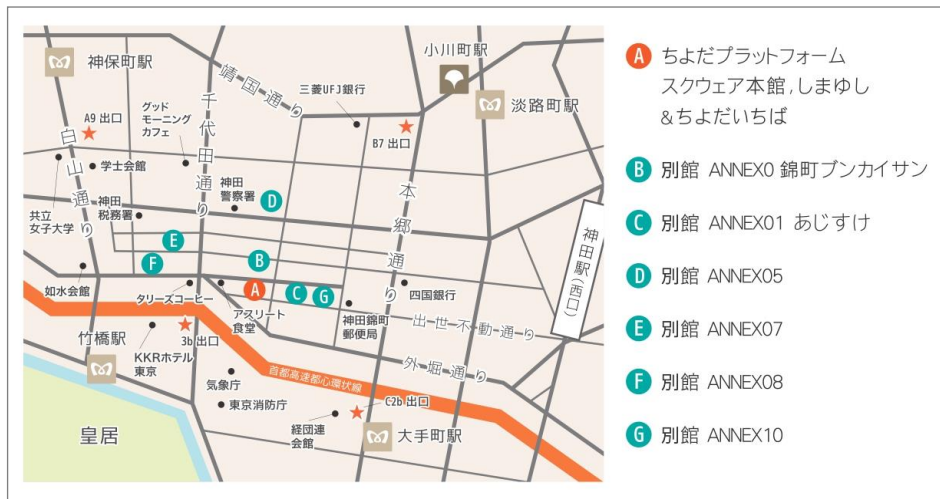 神保町駅
小川町駅
淡路町駅
靖国通り
三菱UFJ銀行
A9 出口
グッド
モーニング
カフェ
千代田通り
B7 出口
白山通り
学士会館
共立
女子大学
神田
税務署
神田
警察署
D
本郷通り
E
F
B
A
C
G
如水会館
タリーズコーヒー
アスリート
食堂
神田錦町
郵便局
四国銀行
出世不動通り
神田駅(西口)
竹橋駅
KKRホテル
東京
3b 出口
外堀通り
首都高速都心環状線
気象庁
東京消防庁
C2b 出口
経団連
会館
大手町駅
皇居
A ちよだプラットフォーム
スクウェア本館,しまゆし
&ちよだいちば
B 別館 ANNEX0 錦町ブンカイサン
C 別館 ANNEX01 あじすけ
D 別館 ANNEX05
E 別館 ANNEX07
F 別館 ANNEX08
G 別館 ANNEX10